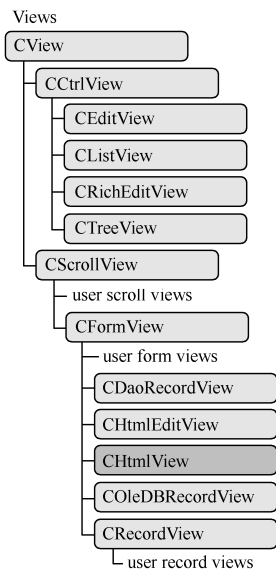 Views
CView
CCtrlView
CEditView
CListView
CRichEditView
CTreeView
CScrollView
user scroll views
CFormView
user form views
CDaoRecordView
CHtmlEditView
CHtmlView
COleDBRecordView
CRecordView
user record views